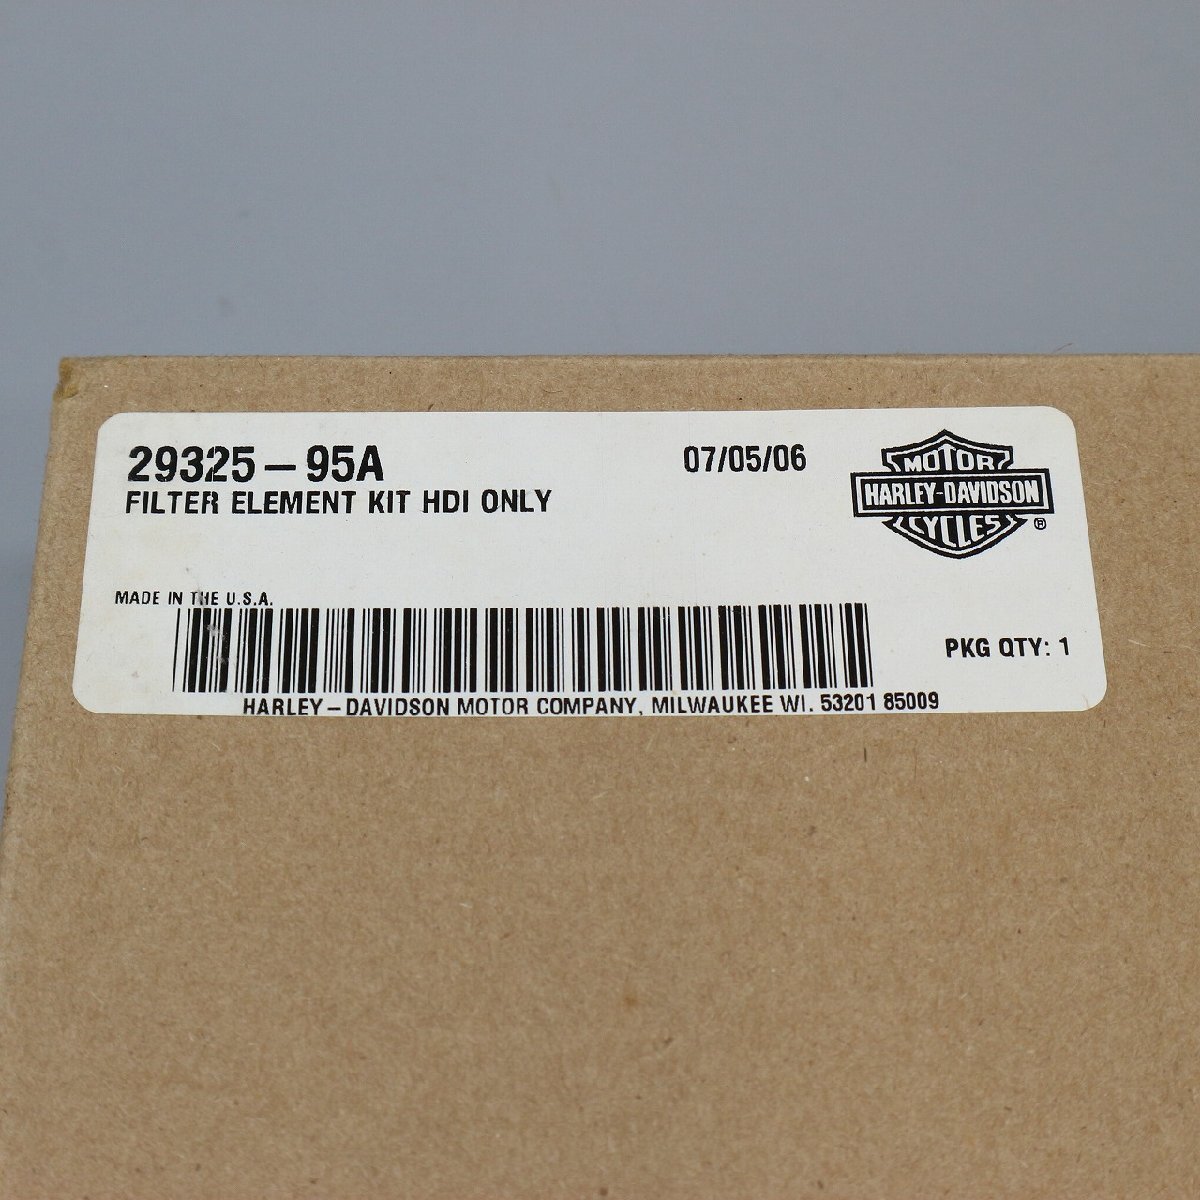 29325-95A
07/05/06
FILTER ELEMENT KIT HDI ONLY
MOTOR
HARLEY-DAVIDSON
CYCLES
®
MADE IN THE U.S.A.
PKG QTY: 1
HARLEY-DAVIDSON MOTOR COMPANY, MILWAUKEE WI. 53201 85009